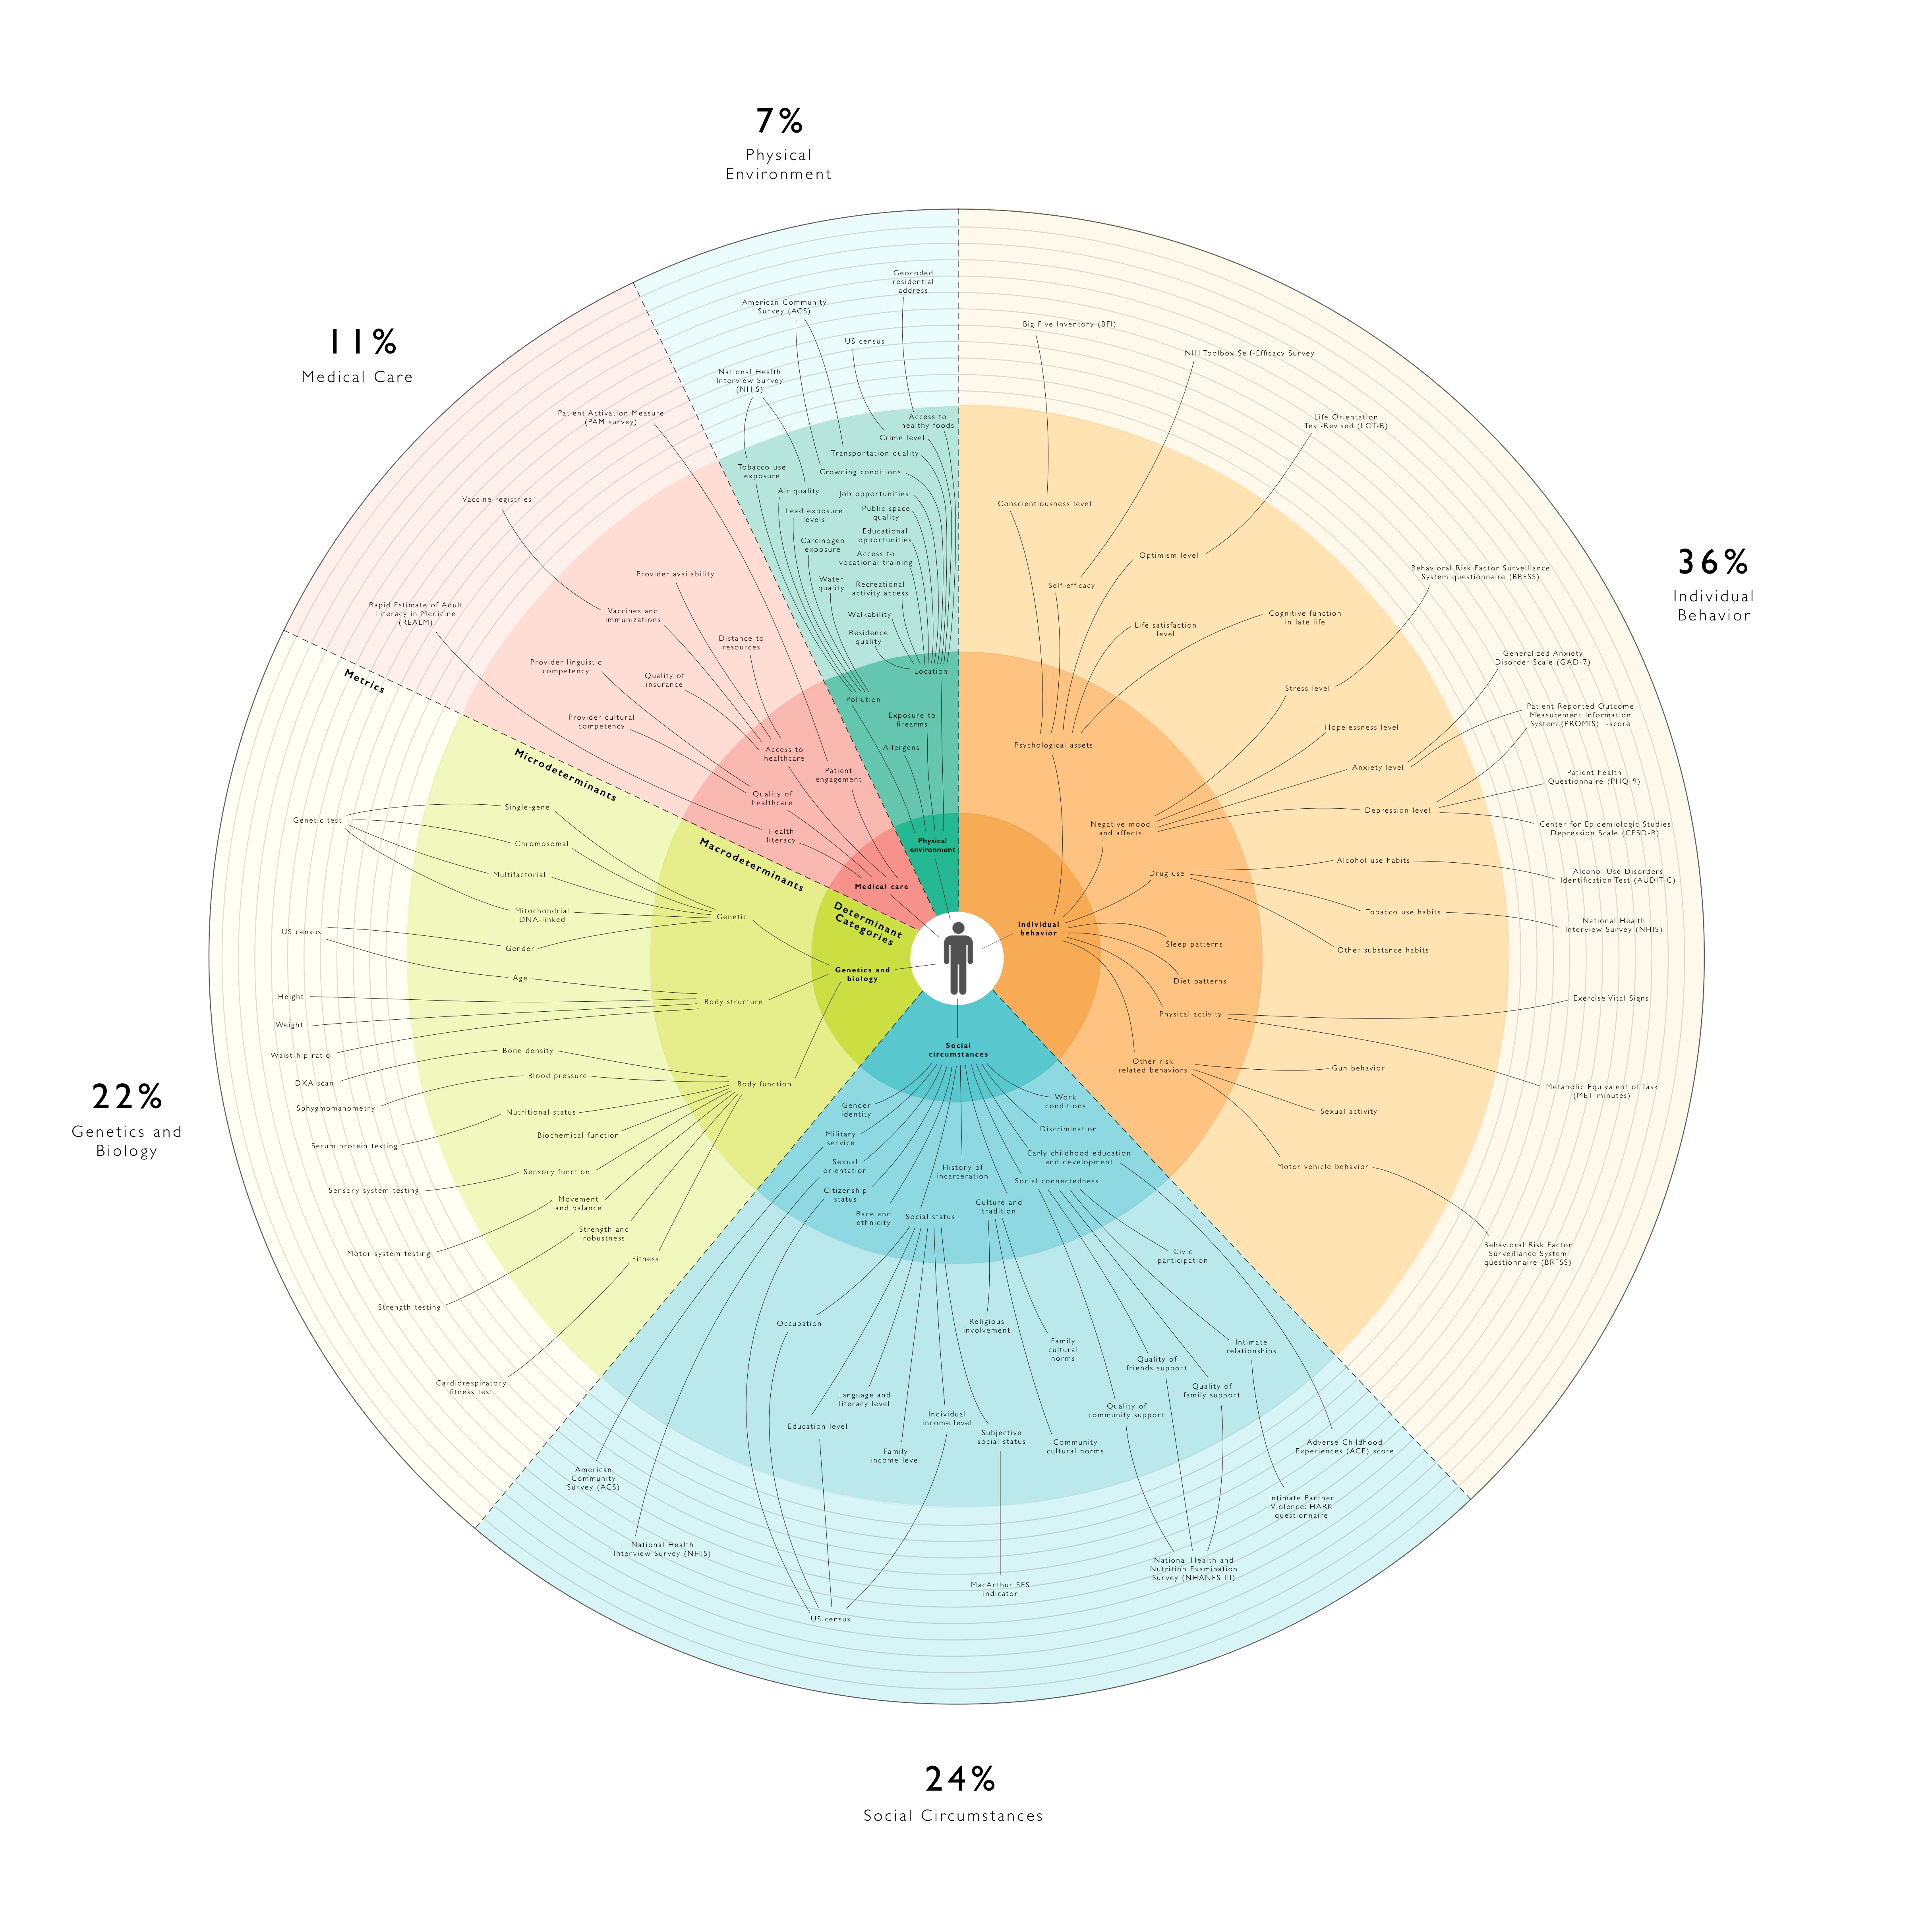 7%
Physical
Environment
11%
Medical Care
36%
Individual
Behavior
22%
Genetics and
Biology
24%
Social Circumstances
Metrics
Microdeterminants
Macrodeterminants
Determinant
Categories
Physical
environment
Location
Geocoded
residential
address
American Community
Survey (ACS)
US census
National Health
Interview Survey
(NHIS)
Access to
healthy foods
Crime level
Transportation quality
Crowding conditions
Job opportunities
Public space
quality
Educational
opportunities
Access to
vocational training
Recreational
activity access
Walkability
Residence
quality
Tobacco use
exposure
Air quality
Lead exposure
levels
Carcinogen
exposure
Water
quality
Pollution
Exposure to
firearms
Allergens
Medical care
Patient Activation Measure
(PAM survey)
Vaccine registries
Rapid Estimate of Adult
Literacy in Medicine
(REALM)
Provider availability
Vaccines and
immunizations
Distance to
resources
Provider linguistic
competency
Quality of
insurance
Provider cultural
competency
Access to
healthcare
Patient
engagement
Quality of
healthcare
Health
literacy
Individual
behavior
Big Five Inventory (BFI)
NIH Toolbox Self-Efficacy Survey
Life Orientation
Test-Revised (LOT-R)
Conscientiousness level
Optimism level
Self-efficacy
Life satisfaction
level
Cognitive function
in late life
Psychological assets
Behavioral Risk Factor Surveillance
System questionnaire (BRFSS)
Generalized Anxiety
Disorder Scale (GAD-7)
Stress level
Patient Reported Outcome
Measurement Information
System (PROMIS) T-score
Hopelessness level
Anxiety level
Patient health
Questionnaire (PHQ-9)
Depression level
Negative mood
and affects
Center for Epidemiologic Studies
Depression Scale (CESD-R)
Alcohol use habits
Drug use
Alcohol Use Disorders
Identification Test (AUDIT-C)
Tobacco use habits
National Health
Interview Survey (NHIS)
Other substance habits
Sleep patterns
Diet patterns
Exercise Vital Signs
Physical activity
Other risk
related behaviors
Gun behavior
Metabolic Equivalent of Task
(MET minutes)
Sexual activity
Motor vehicle behavior
Behavioral Risk Factor
Surveillance System
questionnaire (BRFSS)
Genetics and
biology
Single-gene
Genetic test
Chromosomal
Multifactorial
Mitochondrial
DNA-linked
Genetic
US census
Gender
Age
Height
Body structure
Weight
Waist-hip ratio
Bone density
DXA scan
Blood pressure
Body function
Sphygmomanometry
Nutritional status
Biochemical function
Serum protein testing
Sensory function
Sensory system testing
Movement
and balance
Strength and
robustness
Motor system testing
Fitness
Strength testing
Cardiorespiratory
fitness test
Social
circumstances
Gender
identity
Work
conditions
Military
service
Discrimination
Sexual
orientation
Early childhood education
and development
History of
incarceration
Social connectedness
Citizenship
status
Culture and
tradition
Race and
ethnicity
Social status
Civic
participation
Occupation
Religious
involvement
Family
cultural
norms
Intimate
relationships
Quality of
friends support
Quality of
family support
Language and
literacy level
Quality of
community support
Education level
Individual
income level
Subjective
social status
Community
cultural norms
Family
income level
Adverse Childhood
Experiences (ACE) score
American
Community
Survey (ACS)
Intimate Partner
Violence: HARK
questionnaire
National Health
Interview Survey (NHIS)
National Health and
Nutrition Examination
Survey (NHANES III)
MacArthur SES
indicator
US census